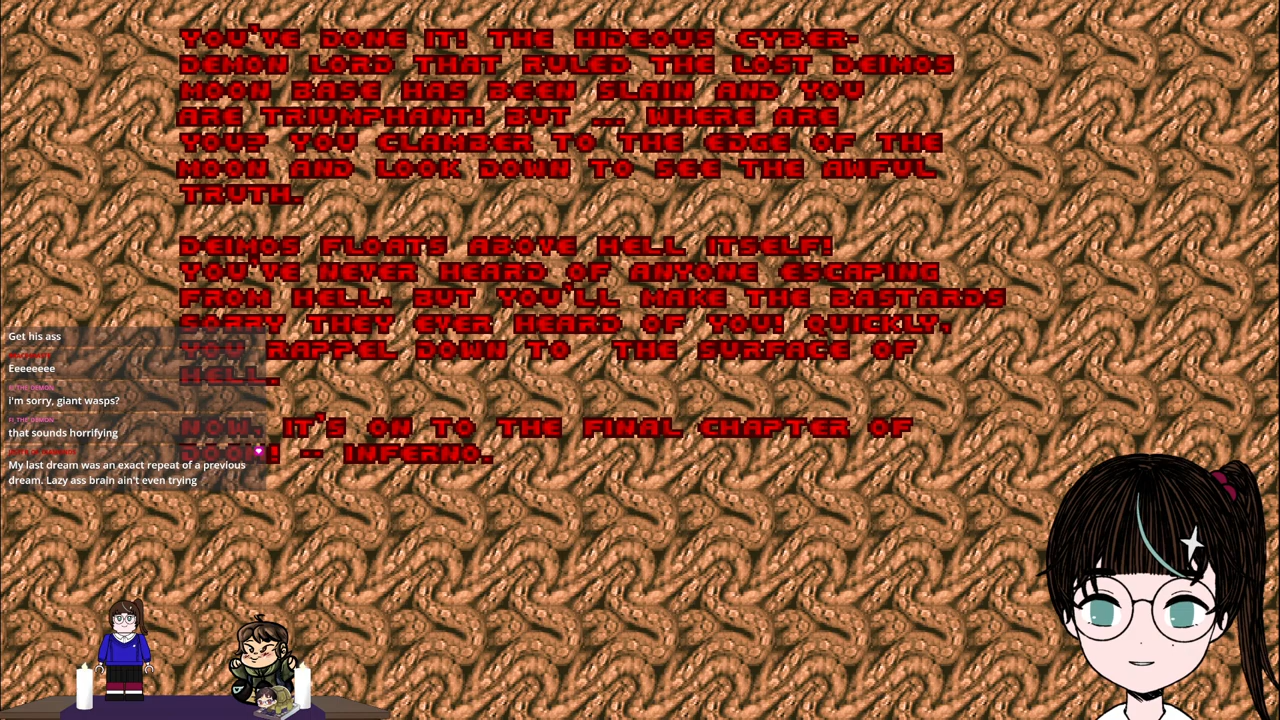 YOU'VE DONE IT! THE HIDEOUS CYBER-
DEMON LORD THAT RULED THE LOST DEIMOS
MOON BASE HAS BEEN SLAIN AND YOU
ARE TRIUMPHANT! BUT ... WHERE ARE
YOU? YOU CLAMBER TO THE EDGE OF THE
MOON AND LOOK DOWN TO SEE THE AWFUL
TRUTH.
DEIMOS FLOATS ABOVE HELL ITSELF!
YOU'VE NEVER HEARD OF ANYONE ESCAPING
FROM HELL, BUT YOU'LL MAKE THE BASTARDS
SORRY THEY EVER HEARD OF YOU! QUICKLY,
YOU RAPPEL DOWN TO THE SURFACE OF
HELL.
NOW, IT'S ON TO THE FINAL CHAPTER OF
DOOM! -- INFERNO.
Get his ass
Eeeeeeee
i'm sorry, giant wasps?
that sounds horrifying
My last dream was an exact repeat of a previous
dream. Lazy ass brain ain't even trying